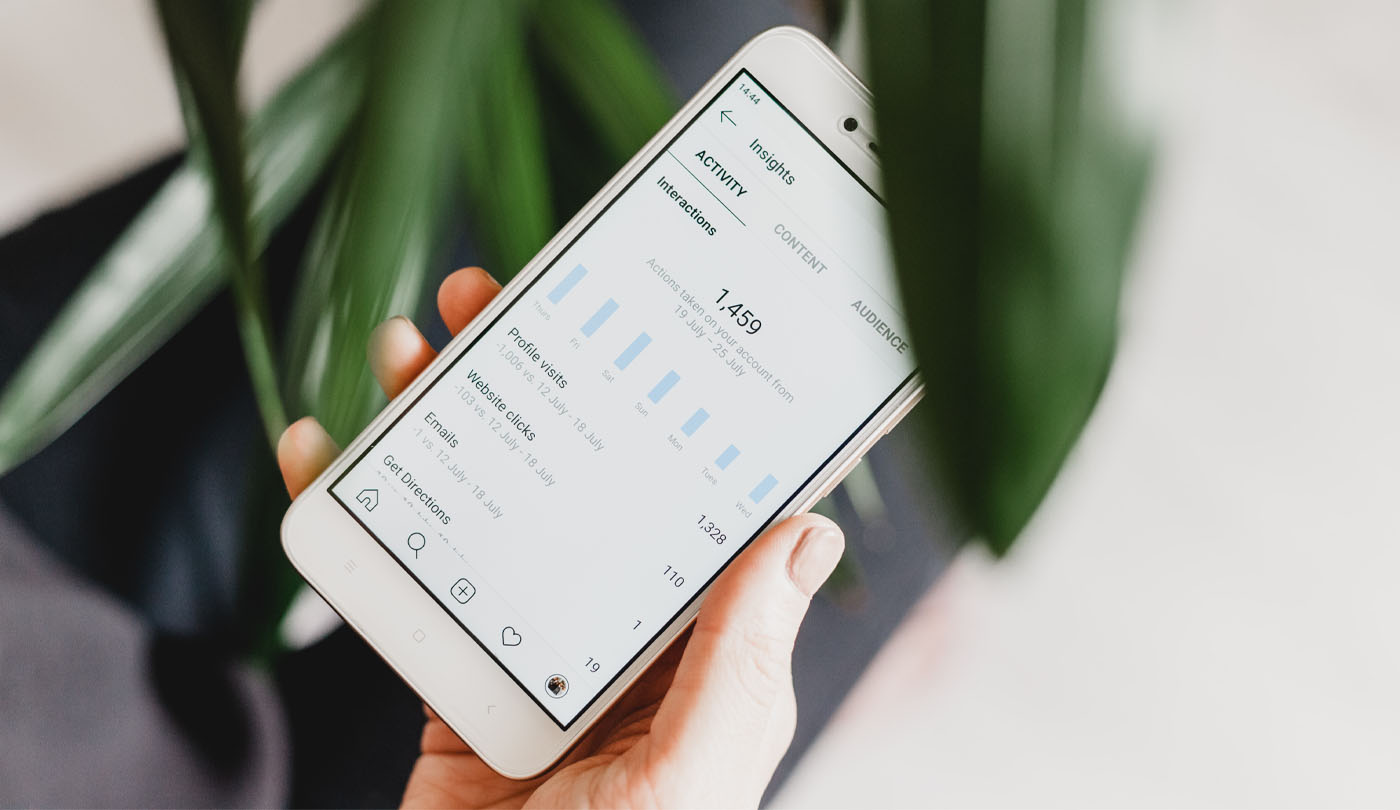 14:44
Insights
ACTIVITY
CONTENT
AUDIENCE
Interactions
1,459
Actions taken on your account from
19 July – 25 July
Thurs
Fri
Sat
Sun
Mon
Tues
Wed
Profile visits
1,328
-1,006 vs. 12 July - 18 July
Website clicks
110
-103 vs. 12 July - 18 July
Emails
1
-1 vs. 12 July - 18 July
Get Directions
19